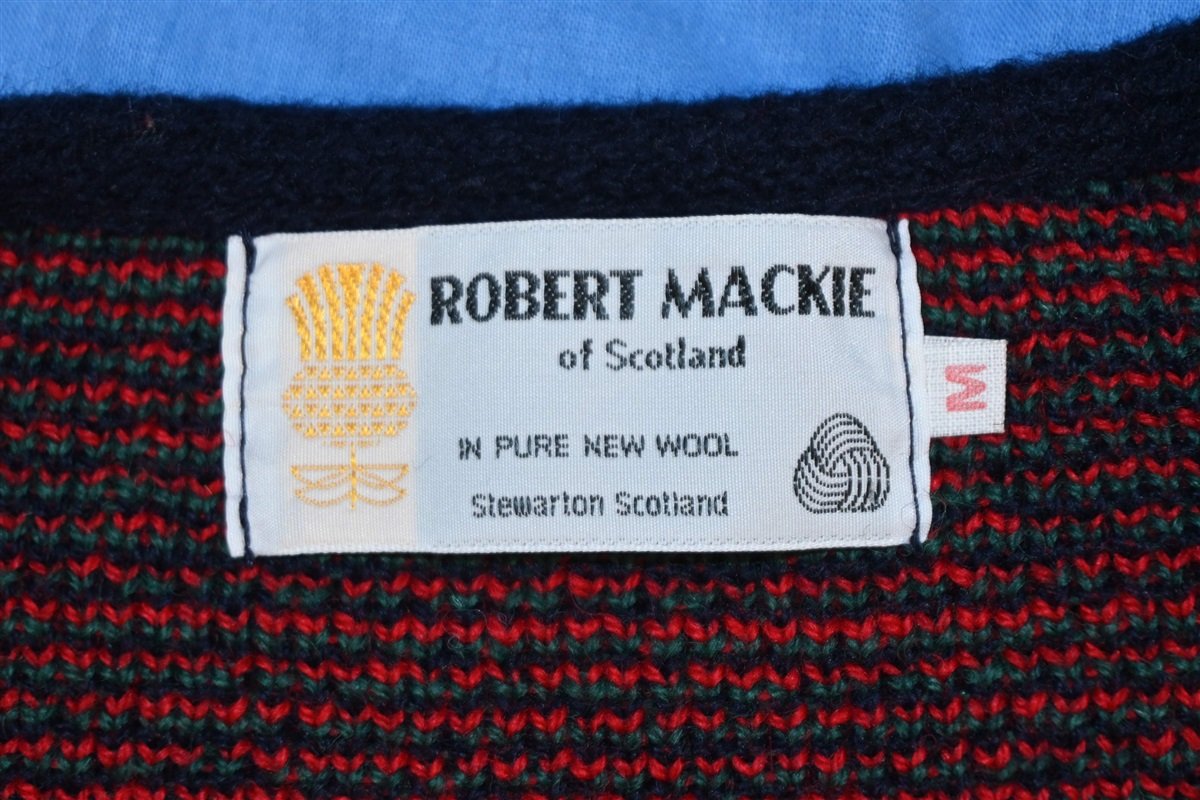 ROBERT MACKIE
of Scotland
IN PURE NEW WOOL
Stewarton Scotland
M